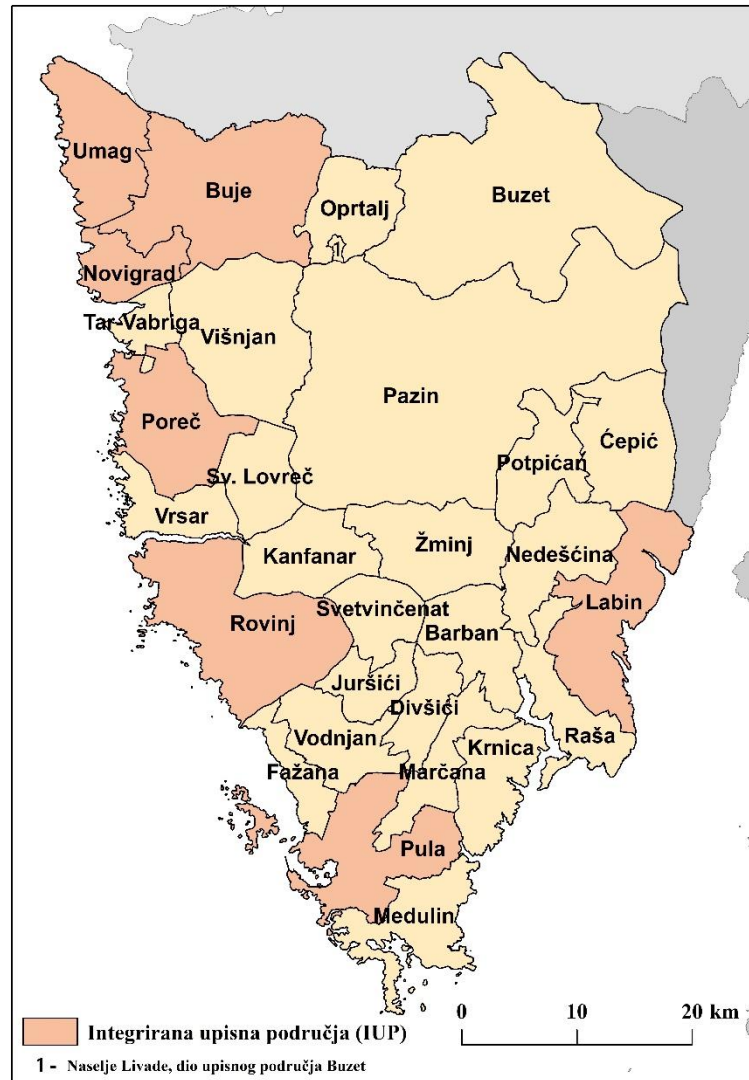 Umag
Buje
Oprtalj
Buzet
1
Novigrad
Tar-Vabriga
Višnjan
Pazin
Poreč
Ćepić
Potpićan
Sv. Lovreč
Vrsar
Kanfanar
Žminj
Nedešćina
Labin
Rovinj
Svetvinčenat
Barban
Juršići
Divšići
Vodnjan
Raša
Krnica
Fažana
Marčana
Pula
Medulin
0 10 20 km
Integrirana upisna područja (IUP)
1 - Naselje Livade, dio upisnog područja Buzet